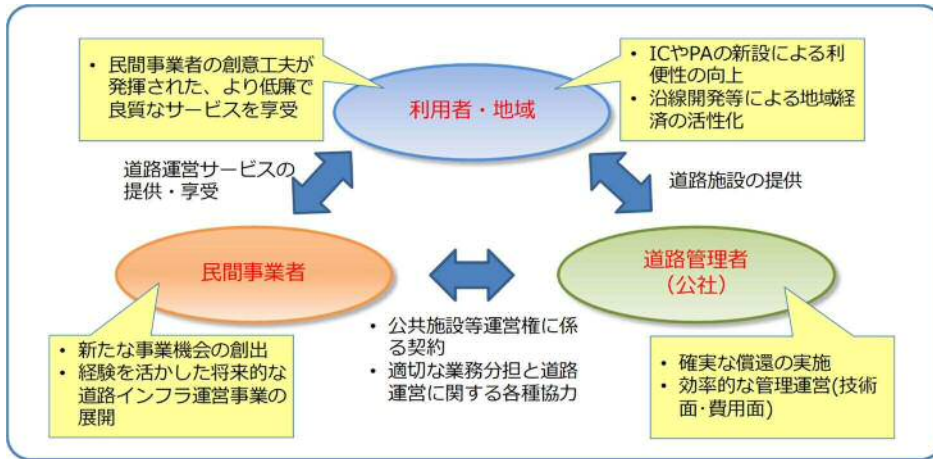 ・民間事業者の創意工夫が
発揮された、より低廉で
良質なサービスを享受
・ICやPAの新設による利
便性の向上
・沿線開発等による地域経
済の活性化
利用者・地域
道路運営サービスの
提供・享受
道路施設の提供
民間事業者
道路管理者
（公社）
・公共施設等運営権に係
る契約
・適切な業務分担と道路
運営に関する各種協力
・新たな事業機会の創出
・経験を活かした将来的な
道路インフラ運営事業の
展開
・確実な償還の実施
・効率的な管理運営(技術
面・費用面)